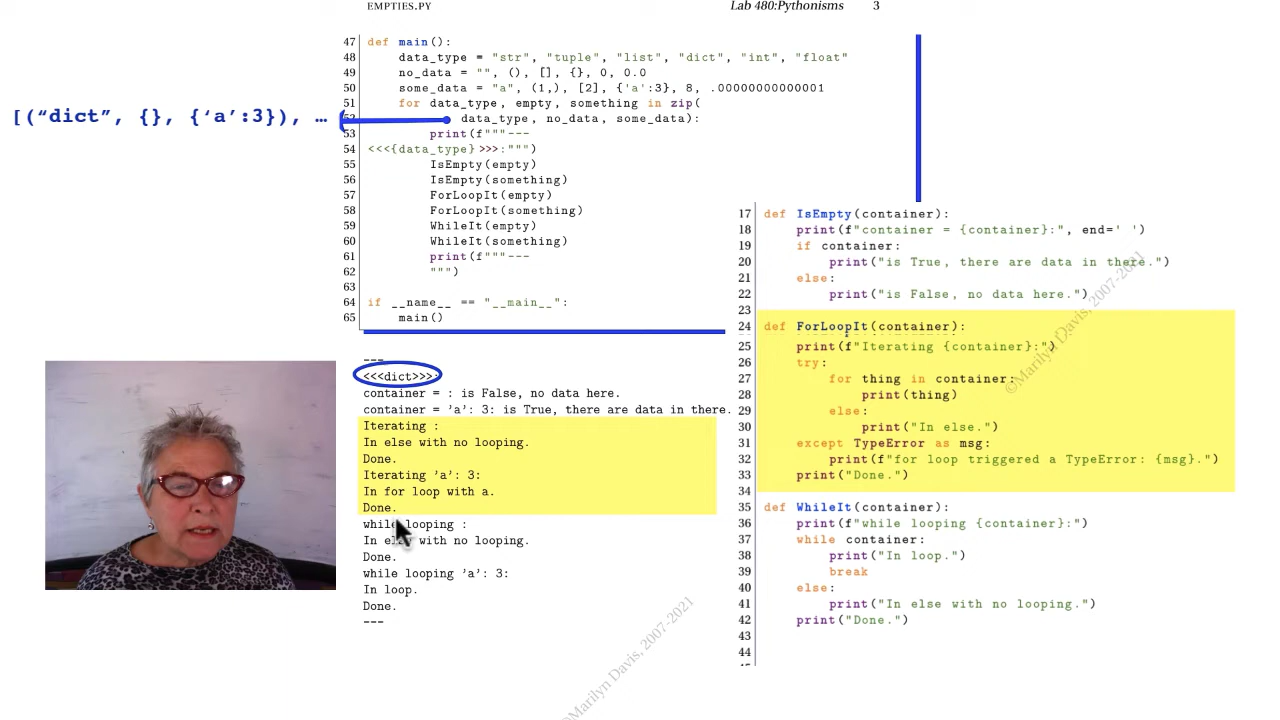 EMPTIES.PY
Lab 480:Pythonisms 3
47 def main():
48 data_type = "str", "tuple", "list", "dict", "int", "float"
49 no_data = "", (), [], {}, 0, 0.0
50 some_data = "a", (1,), [2], {'a':3}, 8, .00000000000001
51 for data_type, empty, something in zip(
[(“dict”, {}, {‘a’:3}), … (
52 data_type, no_data, some_data):
53 print(f"""---
54 <<<{data_type}>>>:""")
55 IsEmpty(empty)
56 IsEmpty(something)
57 ForLoopIt(empty)
58 ForLoopIt(something)
59 WhileIt(empty)
60 WhileIt(something)
61 print(f"""---
62 """)
63
64 if __name__ == "__main__":
65 main()
17 def IsEmpty(container):
18 print(f"container = {container}:", end=' ')
19 if container:
20 print("is True, there are data in there.")
21 else:
22 print("is False, no data here.")
23
24 def ForLoopIt(container):
25 print(f"Iterating {container}:")
26 try:
27 for thing in container:
28 print(thing)
29 else:
30 print("In else.")
31 except TypeError as msg:
32 print(f"for loop triggered a TypeError: {msg}.")
33 print("Done.")
34
35 def WhileIt(container):
36 print(f"while looping {container}:")
37 while container:
38 print("In loop.")
39 break
40 else:
41 print("In else with no looping.")
42 print("Done.")
43
44
---
<<<dict>>>:
container = : is False, no data here.
container = ’a’: 3: is True, there are data in there.
Iterating :
In else with no looping.
Done.
Iterating ’a’: 3:
In for loop with a.
Done.
while looping :
In else with no looping.
Done.
while looping ’a’: 3:
In loop.
Done.
---
©Marilyn Davis, 2007-2021
©Marilyn Davis, 2007-2021